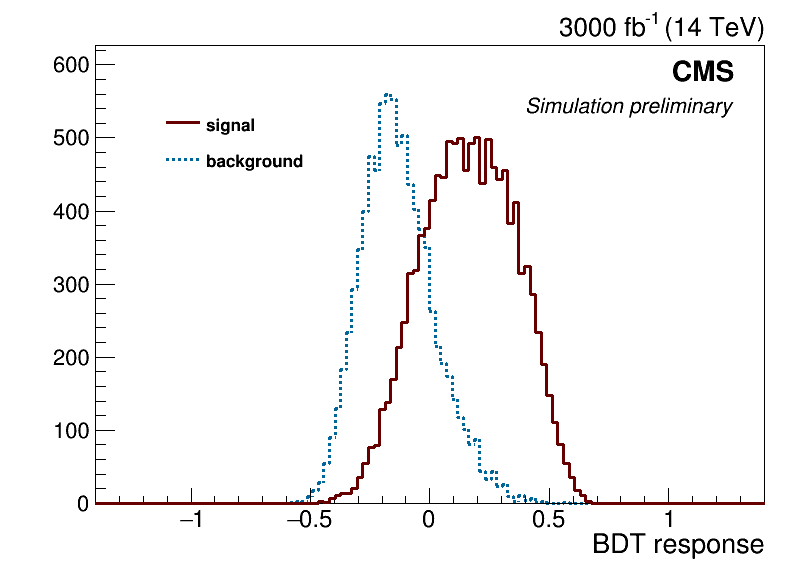 3000 fb⁻¹ (14 TeV)
CMS
Simulation preliminary
signal
background
600
500
400
300
200
100
0
−1 −0.5 0 0.5 1
BDT response